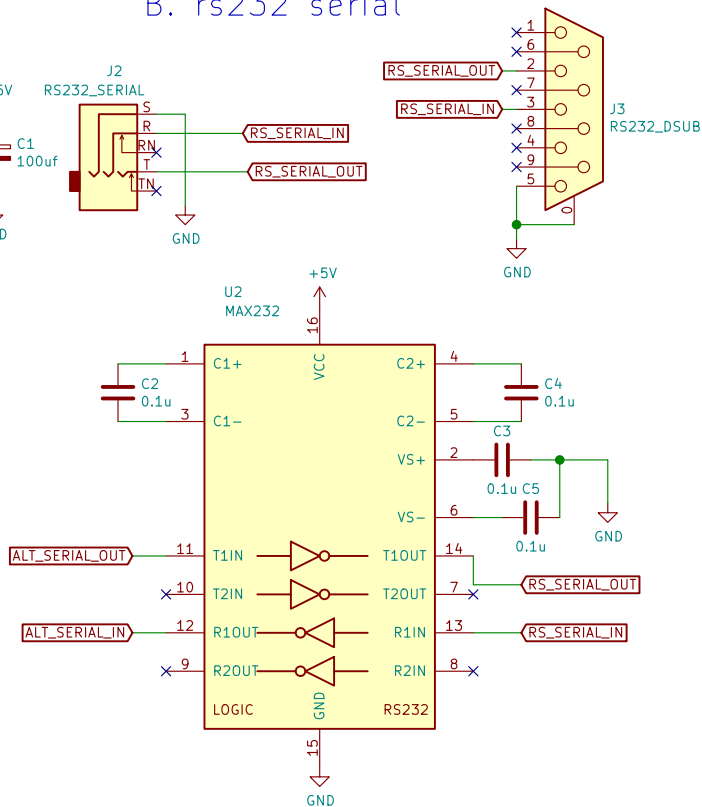 B. rs232 serial
J2
RS232_SERIAL
S
R
RN
T
TN
RS_SERIAL_IN
RS_SERIAL_OUT
GND
5V
C1
100uf
D
1
6
2
7
3
8
4
9
5
0
RS_SERIAL_OUT
RS_SERIAL_IN
J3
RS232_DSUB
GND
+5V
U2
MAX232
16
VCC
1
C1+
C2+
4
C2
0.1u
C4
0.1u
3
C1-
C2-
5
C3
VS+
2
0.1u
C5
VS-
6
0.1u
GND
ALT_SERIAL_OUT
11
T1IN
T1OUT
14
10
T2IN
T2OUT
7
RS_SERIAL_OUT
ALT_SERIAL_IN
12
R1OUT
R1IN
13
RS_SERIAL_IN
9
R2OUT
R2IN
8
LOGIC
GND
RS232
15
GND